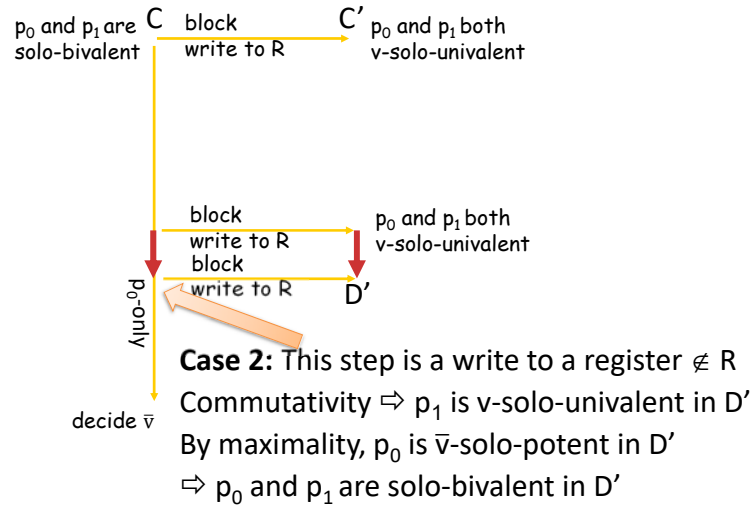 p₀ and p₁ are
solo-bivalent
C
block
write to R
C’
p₀ and p₁ both
v-solo-univalent
block
write to R
p₀ and p₁ both
v-solo-univalent
block
write to R
D’
p₀-only
Case 2: This step is a write to a register ∉ R
Commutativity ⇨ p₁ is v-solo-univalent in D’
By maximality, p₀ is v̅-solo-potent in D’
⇨ p₀ and p₁ are solo-bivalent in D’
decide v̅